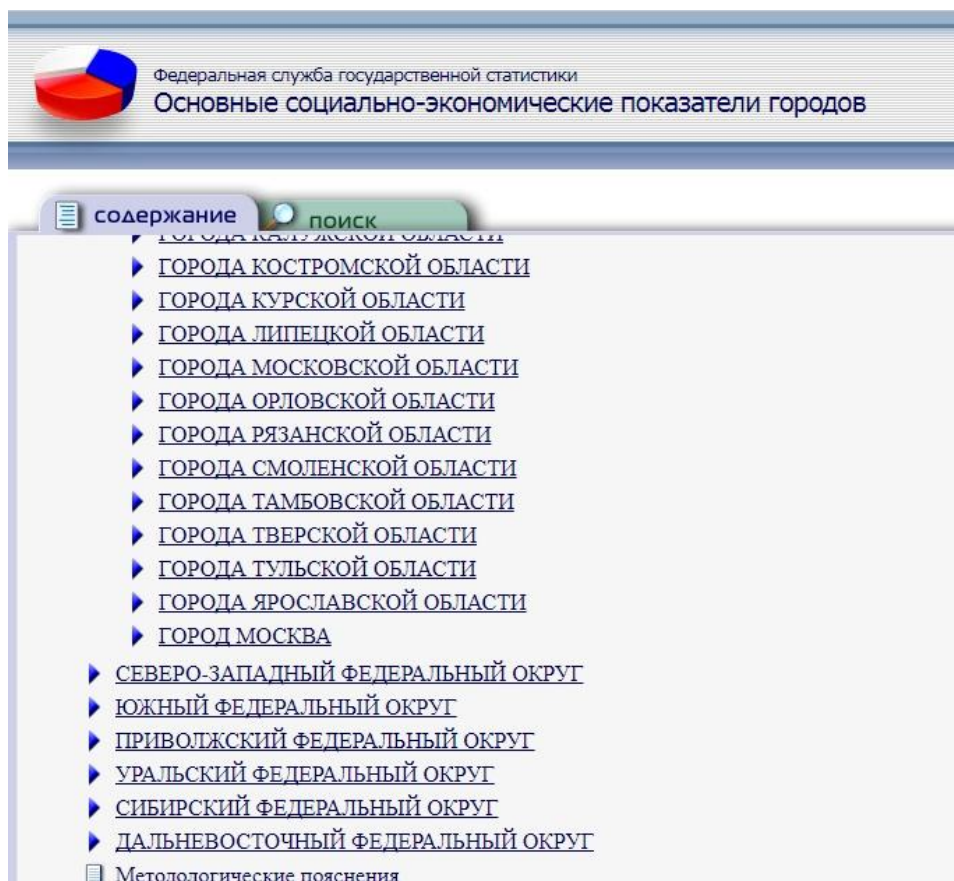 Федеральная служба государственной статистики
Основные социально-экономические показатели городов
содержание
поиск
ГОРОДА КАЛУЖСКОЙ ОБЛАСТИ
ГОРОДА КОСТРОМСКОЙ ОБЛАСТИ
ГОРОДА КУРСКОЙ ОБЛАСТИ
ГОРОДА ЛИПЕЦКОЙ ОБЛАСТИ
ГОРОДА МОСКОВСКОЙ ОБЛАСТИ
ГОРОДА ОРЛОВСКОЙ ОБЛАСТИ
ГОРОДА РЯЗАНСКОЙ ОБЛАСТИ
ГОРОДА СМОЛЕНСКОЙ ОБЛАСТИ
ГОРОДА ТАМБОВСКОЙ ОБЛАСТИ
ГОРОДА ТВЕРСКОЙ ОБЛАСТИ
ГОРОДА ТУЛЬСКОЙ ОБЛАСТИ
ГОРОДА ЯРОСЛАВСКОЙ ОБЛАСТИ
ГОРОД МОСКВА
СЕВЕРО-ЗАПАДНЫЙ ФЕДЕРАЛЬНЫЙ ОКРУГ
ЮЖНЫЙ ФЕДЕРАЛЬНЫЙ ОКРУГ
ПРИВОЛЖСКИЙ ФЕДЕРАЛЬНЫЙ ОКРУГ
УРАЛЬСКИЙ ФЕДЕРАЛЬНЫЙ ОКРУГ
СИБИРСКИЙ ФЕДЕРАЛЬНЫЙ ОКРУГ
ДАЛЬНЕВОСТОЧНЫЙ ФЕДЕРАЛЬНЫЙ ОКРУГ
Методологические пояснения